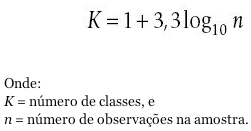 K = 1 + 3,3 log₁₀ n
Onde:
K = número de classes, e
n = número de observações na amostra.